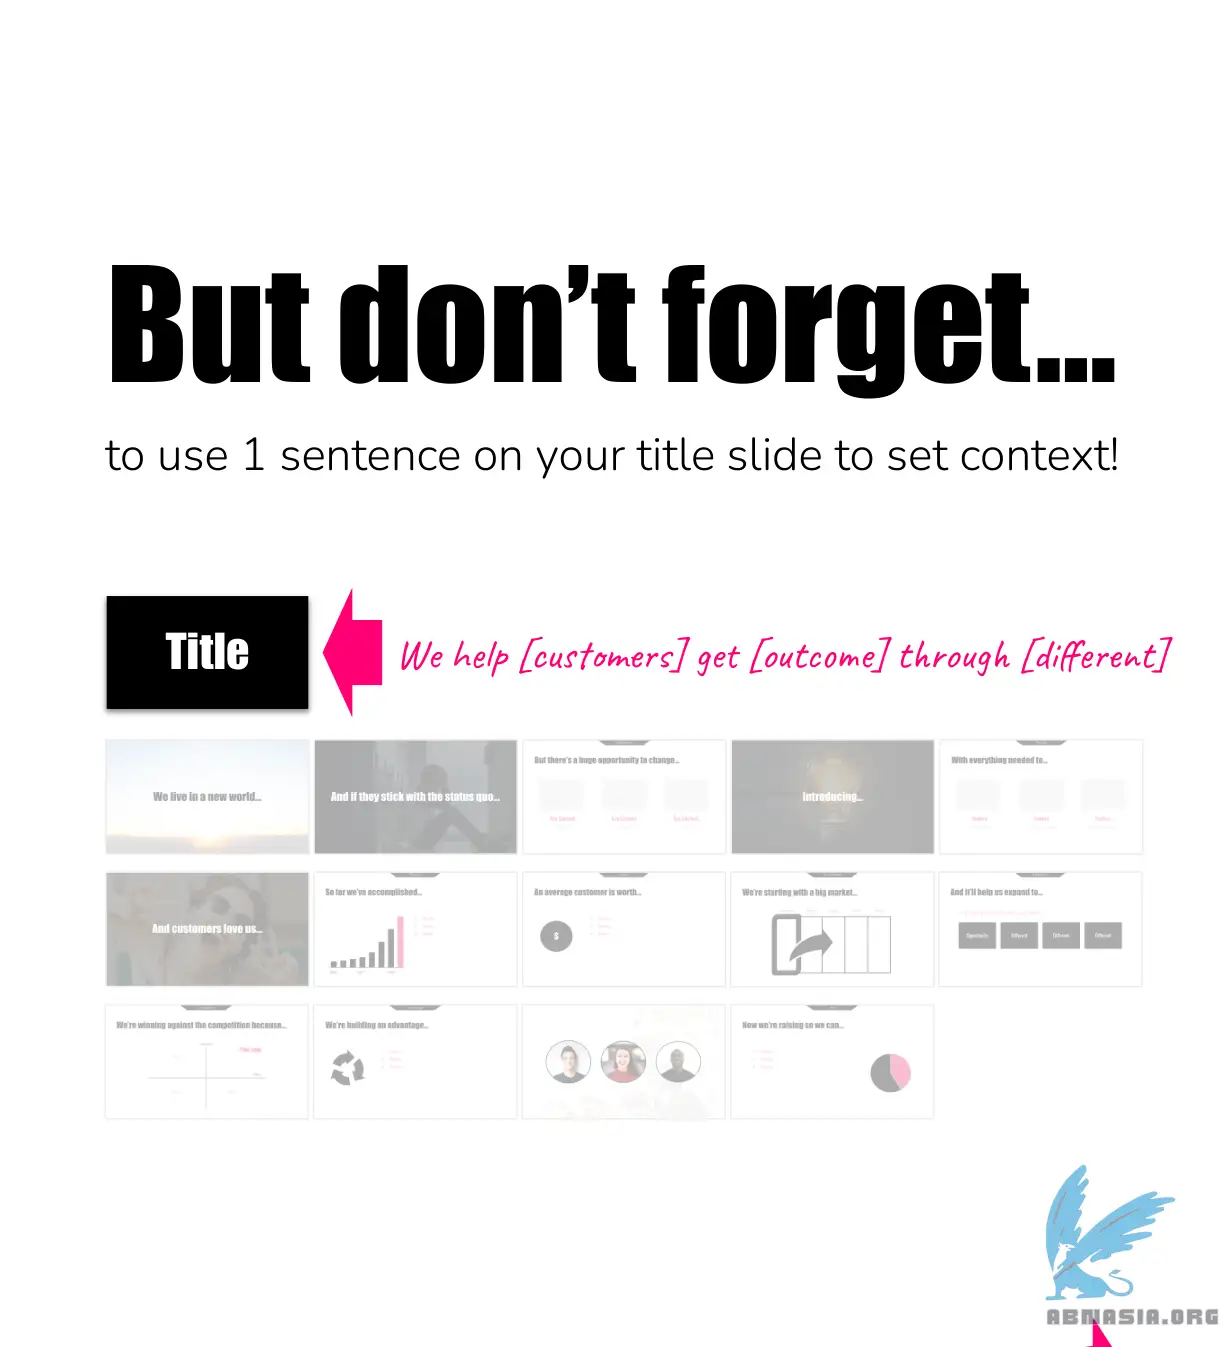 But don’t forget...
to use 1 sentence on your title slide to set context!
Title
We help [customers] get [outcome] through [different]
We live in a new world...
And if they stick with the status quo...
But there's a huge opportunity to change...
Introducing...
With everything needed to...
And customers love us...
So far we've accomplished...
An average customer is worth...
$
We're starting with a big market...
And it'll help us expand to...
We're winning against the competition because...
We're building an advantage...
Now we're raising so we can...
ABMASIA.ORG